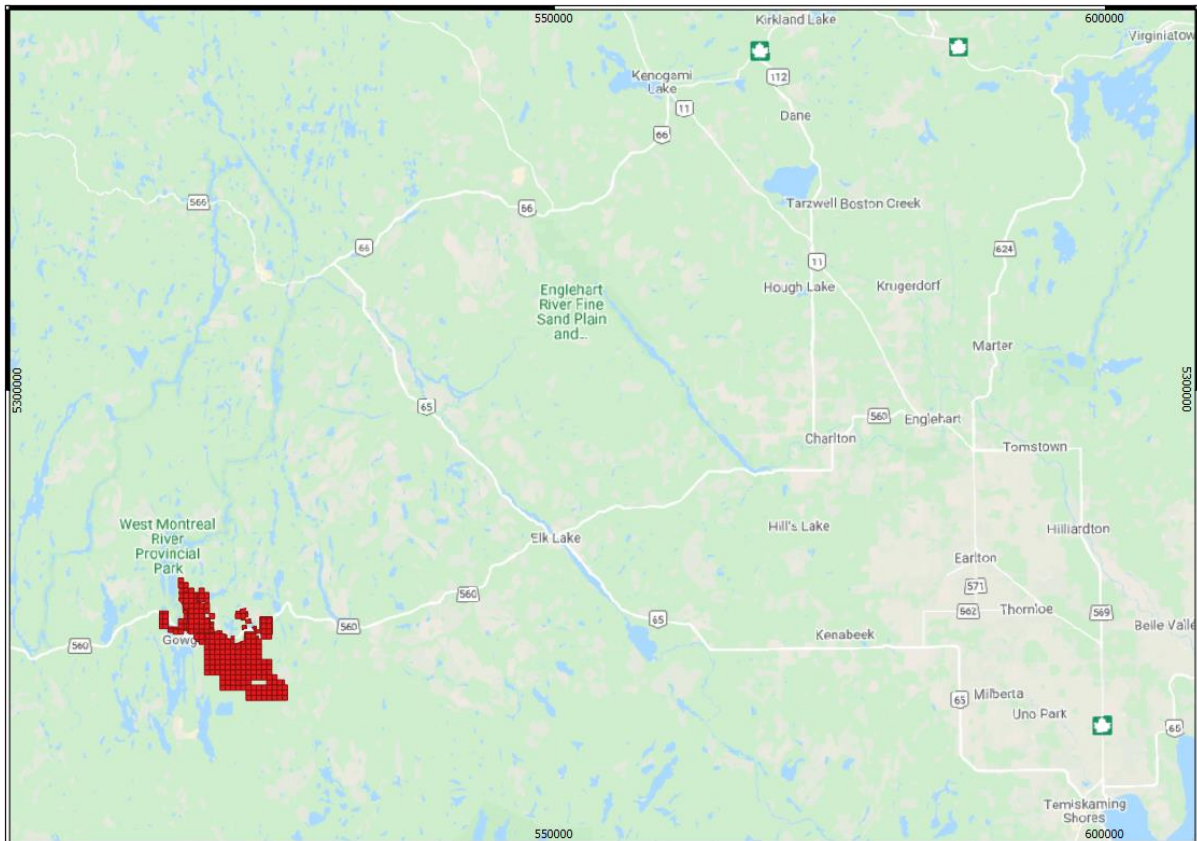 550000
600000
Kirkland Lake
Virginiatow
Kenogami
Lake
112
11
Dane
66
566
66
Tarzwell Boston Creek
66
624
11
Englehart
River Fine
Sand Plain
and...
Hough Lake
Krugerdorf
Marter
5300000
5300000
65
560
Englehart
Charlton
Tomstown
West Montreal
River
Provincial
Park
Elk Lake
Hill's Lake
Hilliardton
Earlton
571
560
562
Thornloe
569
560
65
Belle Valle
560
Gowg
Kenabeek
65
Milberta
Uno Park
65
Temiskaming
Shores
550000
600000